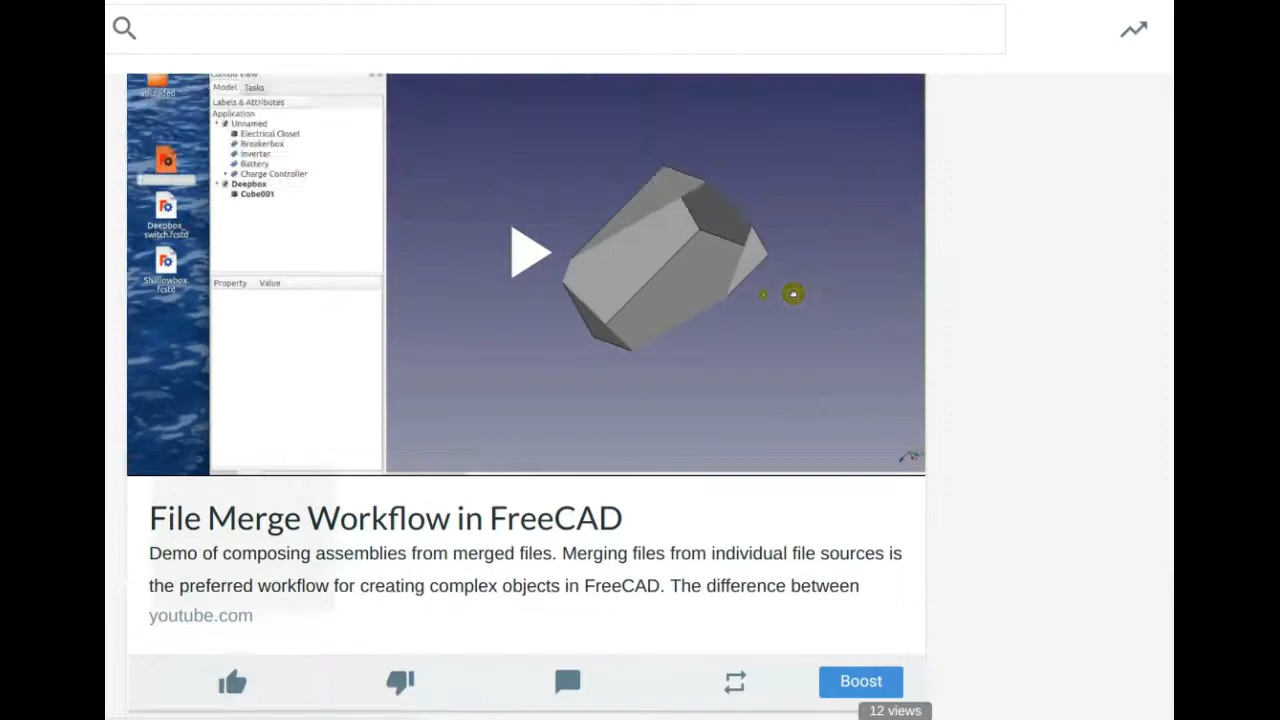 uploaded
Combo View
Model Tasks
Labels & Attributes
Application
Unnamed
Electrical Closet
Breakerbox
Inverter
Battery
Charge Controller
Deepbox
Cube001
Deepbox_
switch.fcstd
Shallowbox.
fcstd
Property Value
File Merge Workflow in FreeCAD
Demo of composing assemblies from merged files. Merging files from individual file sources is
the preferred workflow for creating complex objects in FreeCAD. The difference between
youtube.com
Boost
12 views